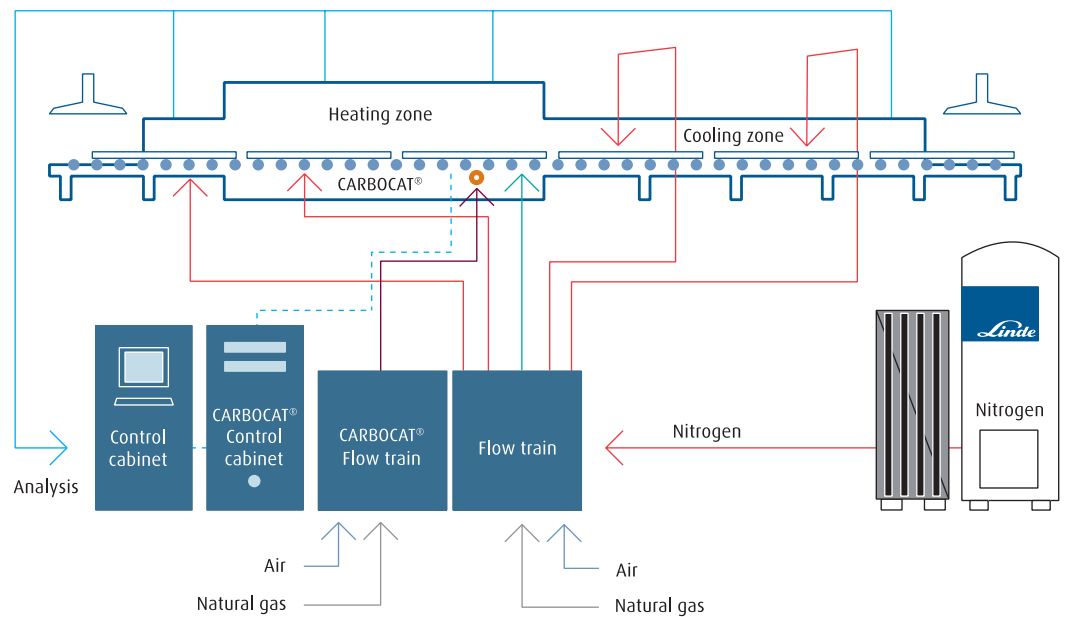 Heating zone
Cooling zone
CARBOCAT®
Linde
Nitrogen
Nitrogen
Control
cabinet
CARBOCAT®
Control
cabinet
CARBOCAT®
Flow train
Flow train
Analysis
Air
Natural gas
Air
Natural gas